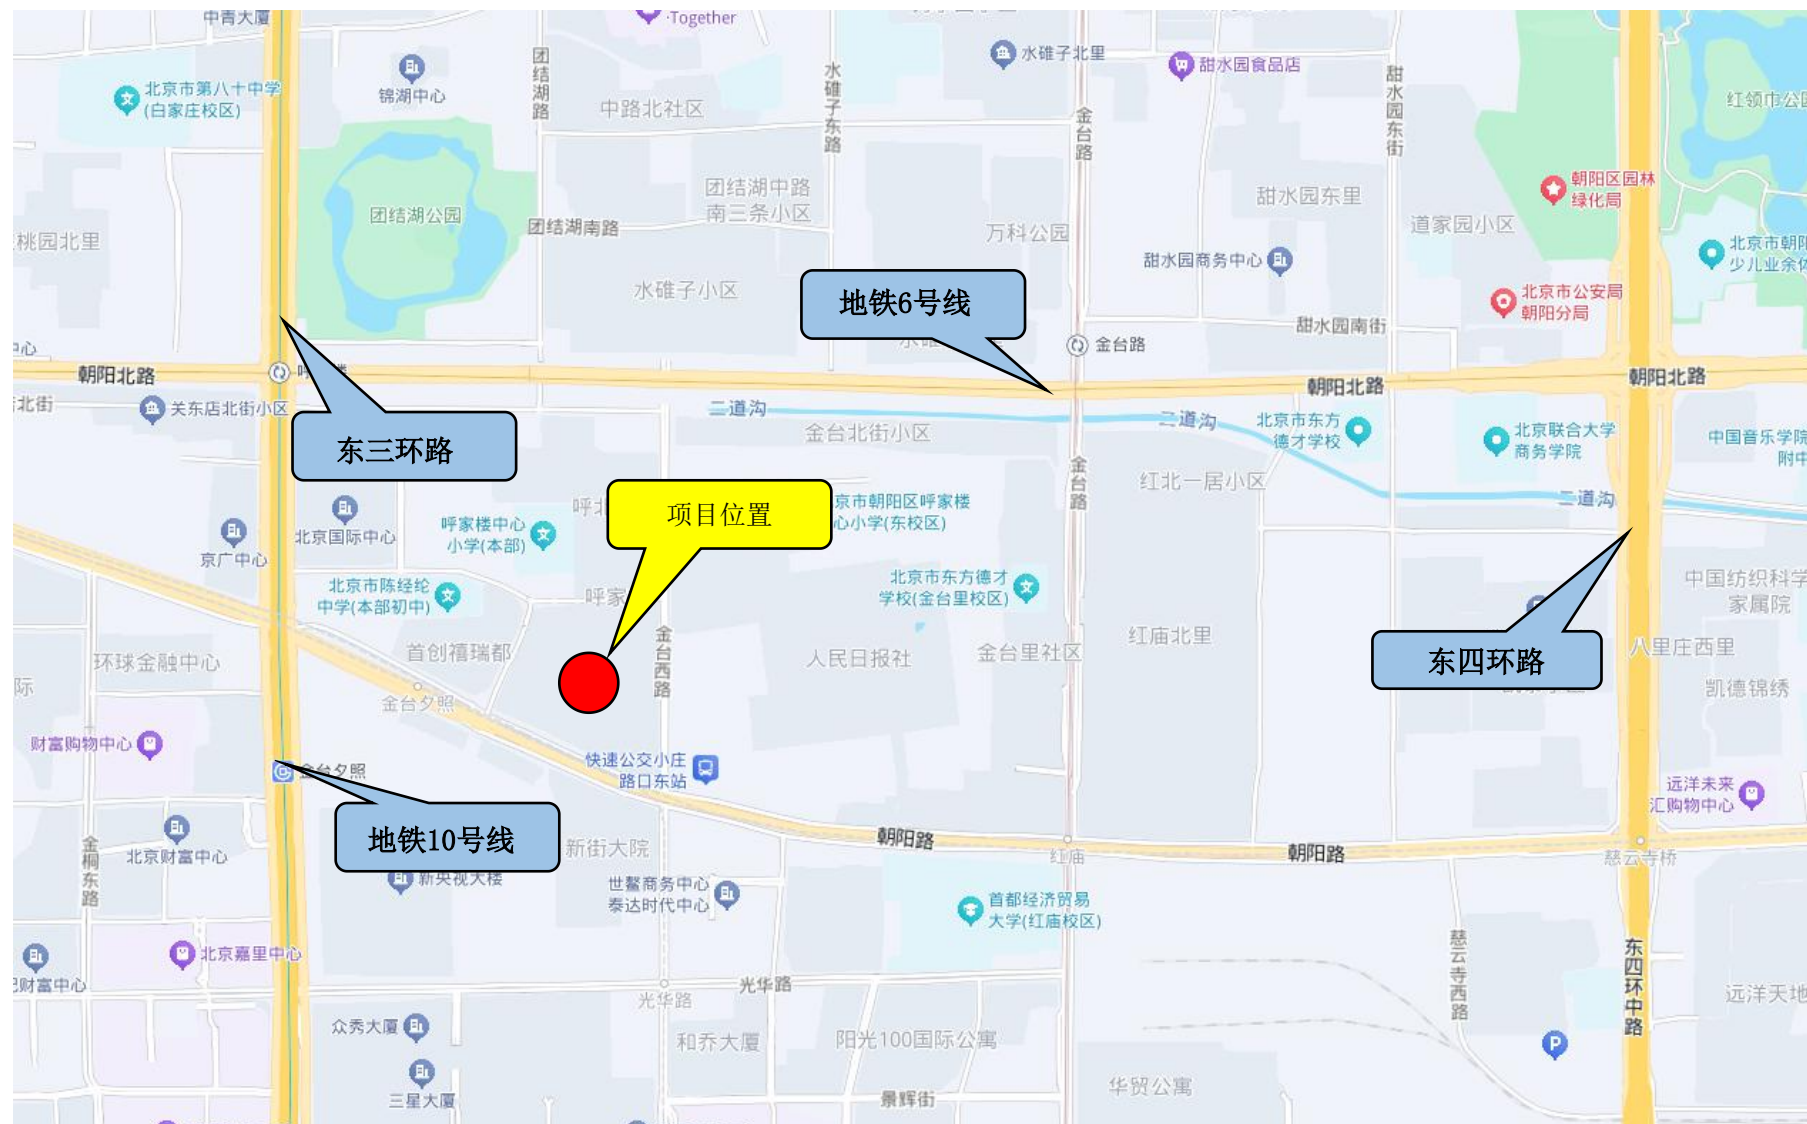 中青大厦
·Together
水碓子北里
甜水园食品店
团结湖路
锦湖中心
北京市第八十中学
(白家庄校区)
中路北社区
水碓子东路
金台路
甜水园东街
红领巾公
团结湖公园
团结湖中路
南三条小区
团结湖南路
万科公园
甜水园东里
道家园小区
朝阳区园林
绿化局
桃园北里
甜水园商务中心
北京市朝阳
少儿业余体
水碓子小区
地铁6号线
北京市公安局
朝阳分局
甜水园南街
金台路
中心
朝阳北路
朝阳北路
朝阳北路
北街
关东店北街小区
二道沟
二道沟
金台北街小区
北京市东方
德才学校
北京联合大学
商务学院
中国音乐学院
附中
东三环路
金台路
红北一居小区
二道沟
项目位置
呼北
京市朝阳区呼家楼
心小学(东校区)
北京国际中心
京广中心
呼家楼中心
小学(本部)
北京市陈经纶
中学(本部初中)
呼家
北京市东方德才
学校(金台里校区)
中国纺织科学
家属院
金台西路
首创禧瑞都
环球金融中心
人民日报社
金台里社区
红庙北里
东四环路
八里庄西里
凯德锦绣
际
金台夕照
财富购物中心
快速公交小庄
路口东站
金台夕照
远洋未来
汇购物中心
地铁10号线
金桐东路
北京财富中心
新街大院
朝阳路
红庙
朝阳路
慈云寺桥
新央视大楼
世鳌商务中心
泰达时代中心
首都经济贸易
大学(红庙校区)
北京嘉里中心
财富中心
慈云寺西路
东四环中路
光华路
光华路
远洋天地
众秀大厦
和乔大厦
阳光100国际公寓
P
三星大厦
景辉街
华贸公寓